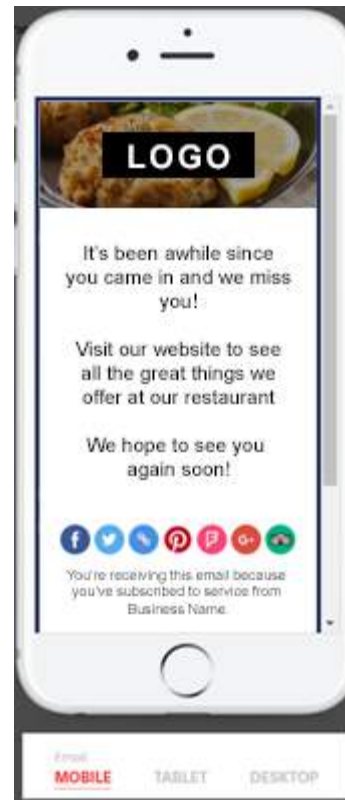 LOGO
It's been awhile since
you came in and we miss
you!
Visit our website to see
all the great things we
offer at our restaurant
We hope to see you
again soon!
You're receiving this email because
you've subscribed to service from
Business Name.
Email
MOBILE TABLET DESKTOP